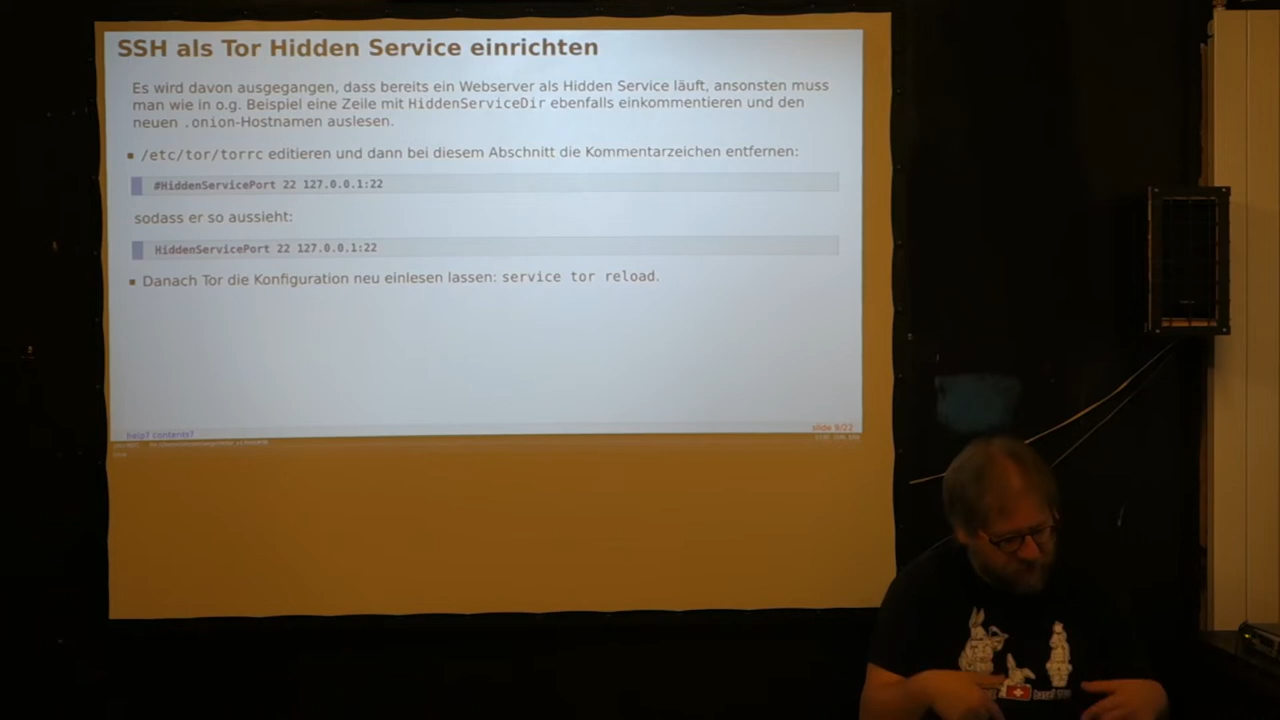 SSH als Tor Hidden Service einrichten
Es wird davon ausgegangen, dass bereits ein Webserver als Hidden Service läuft, ansonsten muss
man wie in o.g. Beispiel eine Zeile mit HiddenServiceDir ebenfalls einkommentieren und den
neuen .onion-Hostnamen auslesen.
▪ /etc/tor/torrc editieren und dann bei diesem Abschnitt die Kommentarzeichen entfernen:
#HiddenServicePort 22 127.0.0.1:22
sodass er so aussieht:
HiddenServicePort 22 127.0.0.1:22
▪ Danach Tor die Konfiguration neu einlesen lassen: service tor reload.
help? contents?
slide 9/22